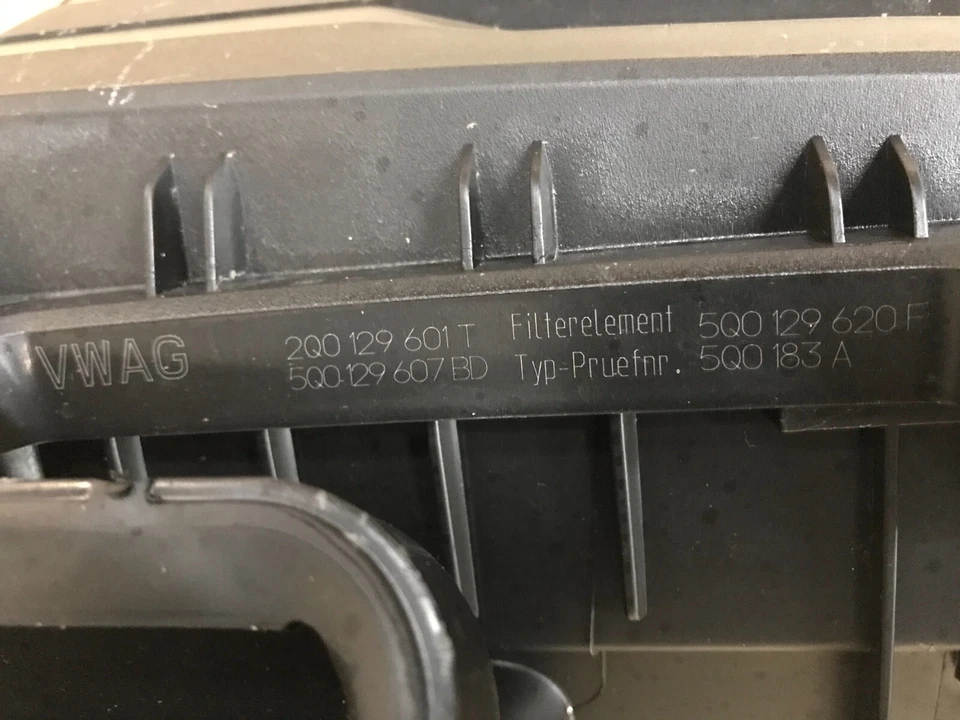 VWAG
2Q0 129 601 T
5Q0 129 607 BD
Filterelement 5Q0 129 620 F
Typ-Pruefnr. 5Q0 183 A